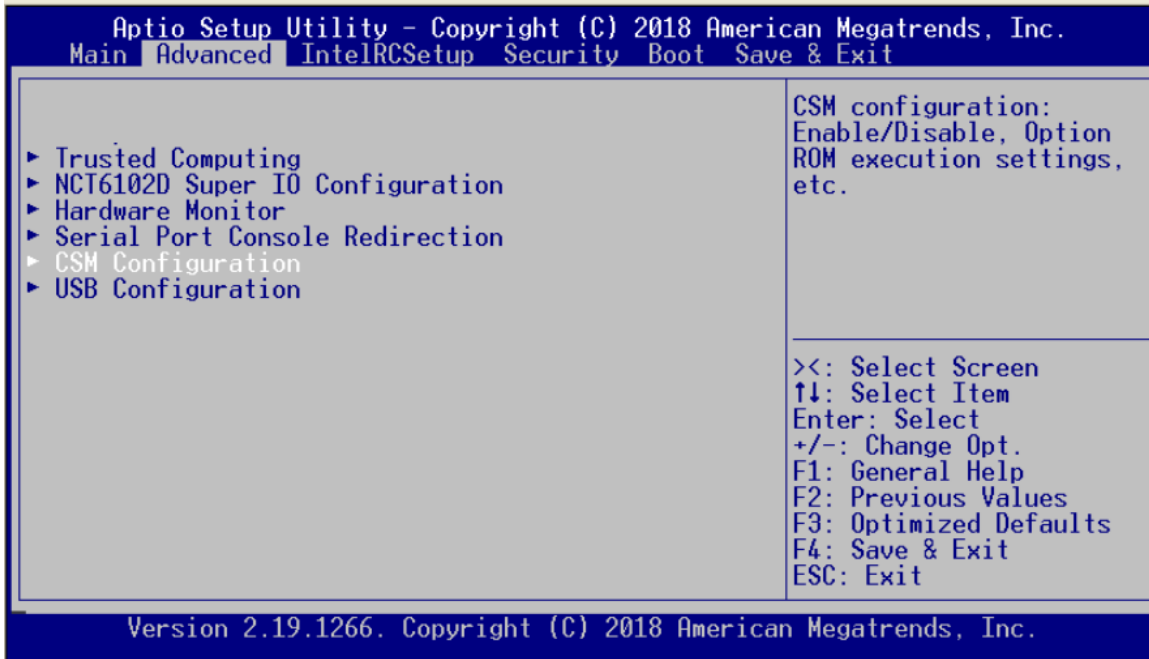 Aptio Setup Utility – Copyright (C) 2018 American Megatrends, Inc.
Main Advanced IntelRCSetup Security Boot Save & Exit
► Trusted Computing
► NCT6102D Super IO Configuration
► Hardware Monitor
► Serial Port Console Redirection
► CSM Configuration
► USB Configuration
CSM configuration:
Enable/Disable, Option
ROM execution settings,
etc.
><: Select Screen
↑↓: Select Item
Enter: Select
+/-: Change Opt.
F1: General Help
F2: Previous Values
F3: Optimized Defaults
F4: Save & Exit
ESC: Exit
Version 2.19.1266. Copyright (C) 2018 American Megatrends, Inc.